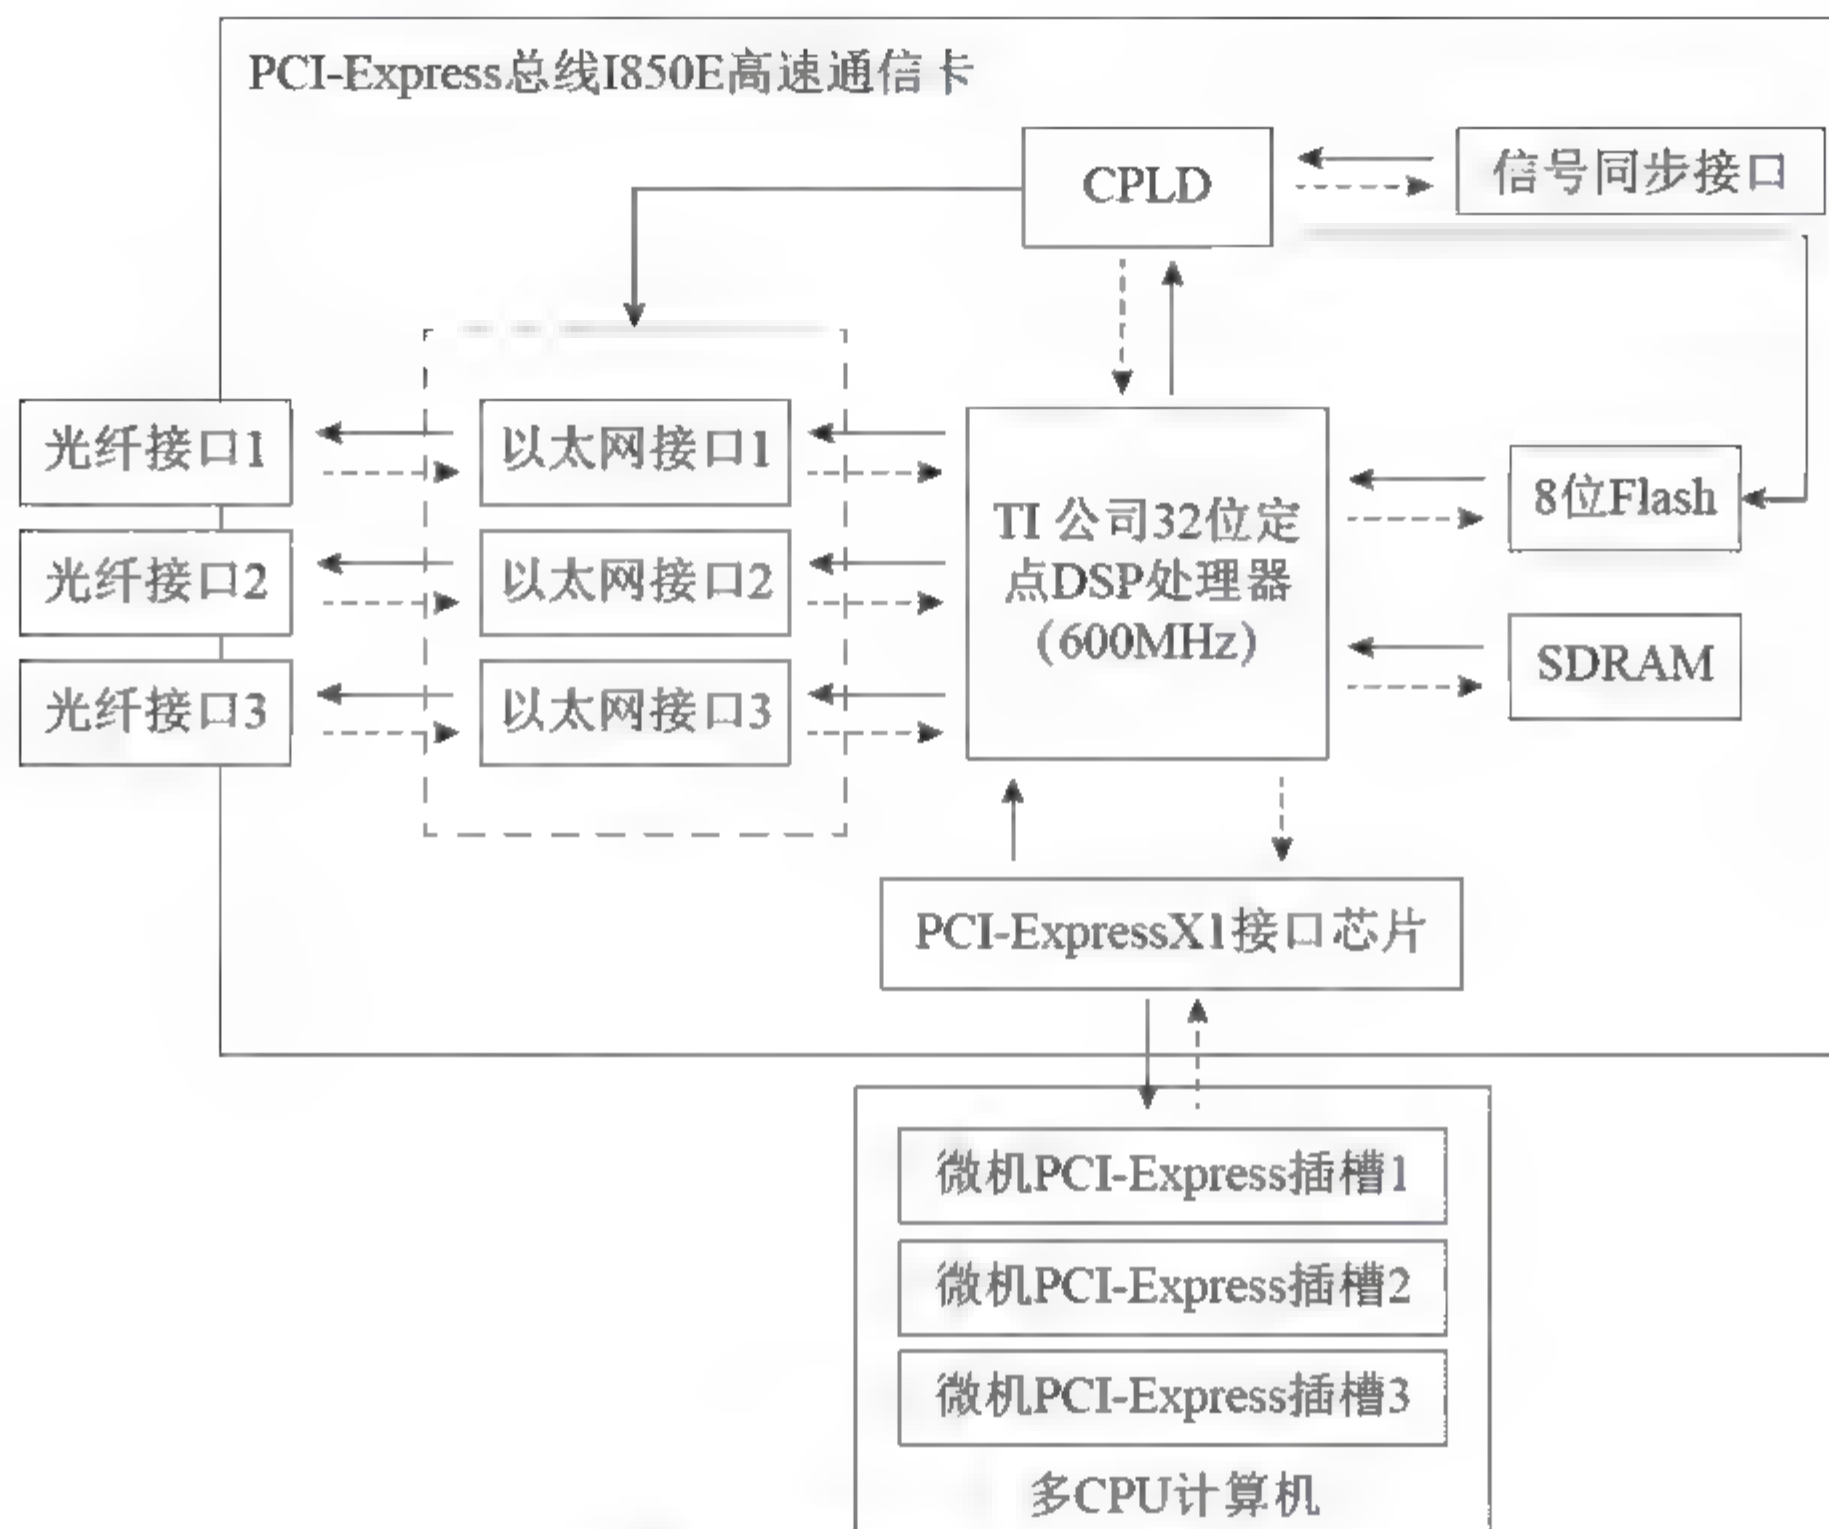 PCI-Express总线I850E高速通信卡
CPLD
信号同步接口
光纤接口1
以太网接口1
光纤接口2
以太网接口2
光纤接口3
以太网接口3
TI 公司32位定
点DSP处理器
(600MHz)
8位Flash
SDRAM
PCI-ExpressX1接口芯片
微机PCI-Express插槽1
微机PCI-Express插槽2
微机PCI-Express插槽3
多CPU计算机